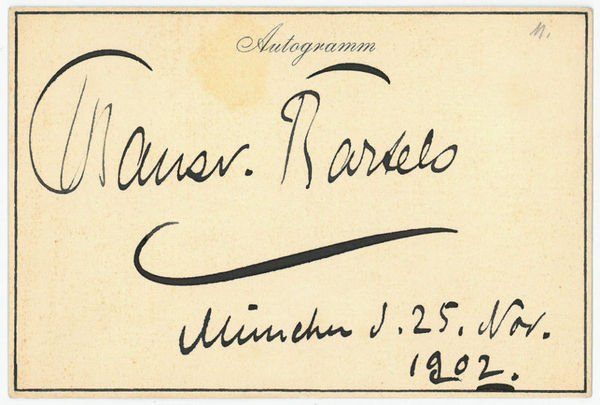 Autogramm
M.
Hans v. Bartels
München d. 25. Nov.
1902.